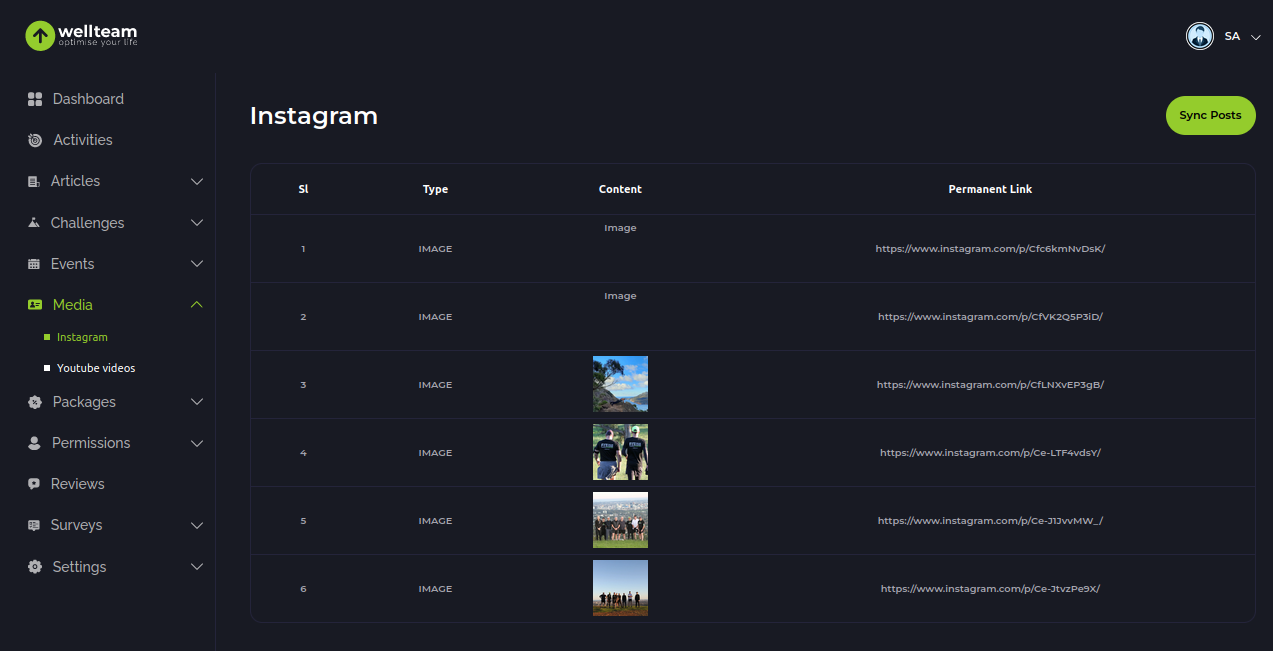 wellteam
optimise your life
SA
Dashboard
Activities
Articles
Challenges
Events
Media
Instagram
Youtube videos
Packages
Permissions
Reviews
Surveys
Settings
Instagram
Sync Posts
Sl Type Content Permanent Link
1 IMAGE Image https://www.instagram.com/p/Cfc6kmNvDsK/
2 IMAGE Image https://www.instagram.com/p/CfVK2Q5P3iD/
3 IMAGE https://www.instagram.com/p/CfLNXvEP3gB/
4 IMAGE https://www.instagram.com/p/Ce-LTF4vdsY/
5 IMAGE https://www.instagram.com/p/Ce-J1JvvMW_/
6 IMAGE https://www.instagram.com/p/Ce-JtvzPe9X/